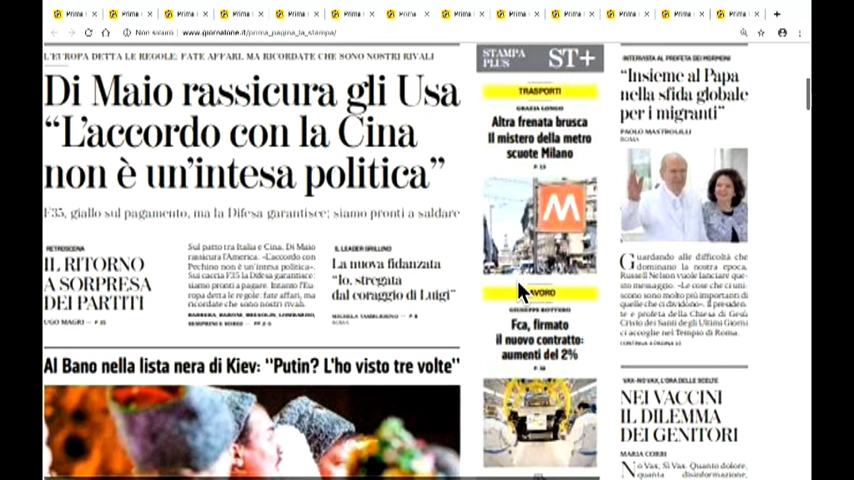 Non sicuro | www.giornalone.it/prima_pagina_la_stampa/
L'EUROPA DETTA LE REGOLE: FATE AFFARI, MA RICORDATE CHE SONO NOSTRI RIVALI
Di Maio rassicura gli Usa
"L'accordo con la Cina
non è un'intesa politica"
F35, giallo sul pagamento, ma la Difesa garantisce: siamo pronti a saldare
RETROSCENA
IL RITORNO
A SORPRESA
DEI PARTITI
UGO MAGRI
Sul patto tra Italia e Cina, Di Maio
rassicura l'America. «L'accordo con
Pechino non è un'intesa politica».
Sui caccia F35 la Difesa garantisce:
siamo pronti a pagare. Intanto l'Eu-
ropa detta le regole: fate affari, ma
ricordate che sono nostri rivali.
IL LEADER GRILLINO
La nuova fidanzata
"Io, stregata
dal coraggio di Luigi"
Al Bano nella lista nera di Kiev: "Putin? L'ho visto tre volte"
STAMPA
PLUS ST+
TRASPORTI
GRAZIA LONGO
Altra frenata brusca
Il mistero della metro
scuote Milano
M
LAVORO
GIUSEPPE BOTTERO
Fca, firmato
il nuovo contratto:
aumenti del 2%
INTERVISTA AL PROFETA DEI MORMONI
"Insieme al Papa
nella sfida globale
per i migranti"
PAOLO MASTROLILLI
ROMA
Guardando alle difficoltà che
dominano la nostra epoca,
Russell Nelson vuole lanciare que-
sto messaggio. «Le cose che ci uni-
scono sono molto più importanti di
quelle che ci dividono». Il presiden-
te e profeta della Chiesa di Gesù
Cristo dei Santi degli Ultimi Giorni
ci accoglie nel Tempio di Roma.
VAX-NO VAX, L'ORA DELLE SCELTE
NEI VACCINI
IL DILEMMA
DEI GENITORI
MARIA CORBI
No Vax, Sì Vax. Quanto dolore,
quanta disinformazione,